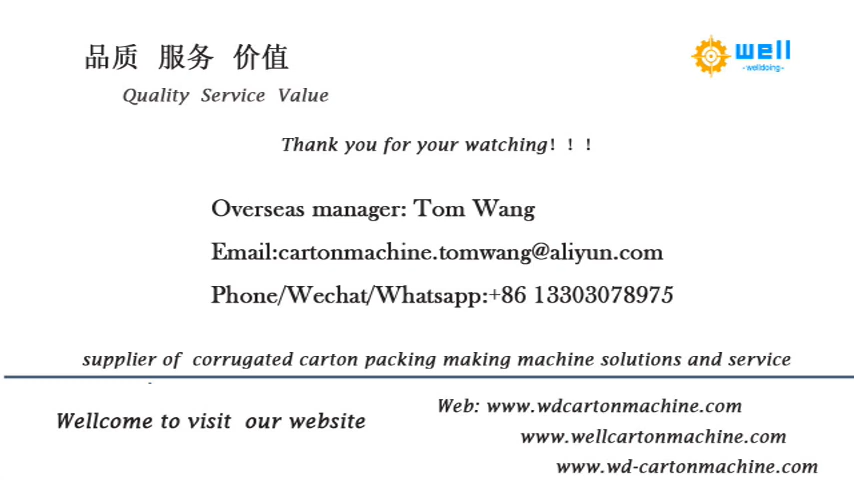 品质 服务 价值
well
-welldoing-
Quality Service Value
Thank you for your watching！！！
Overseas manager: Tom Wang
Email:cartonmachine.tomwang@aliyun.com
Phone/Wechat/Whatsapp:+86 13303078975
supplier of corrugated carton packing making machine solutions and service
Wellcome to visit our website
Web: www.wdcartonmachine.com
www.wellcartonmachine.com
www.wd-cartonmachine.com